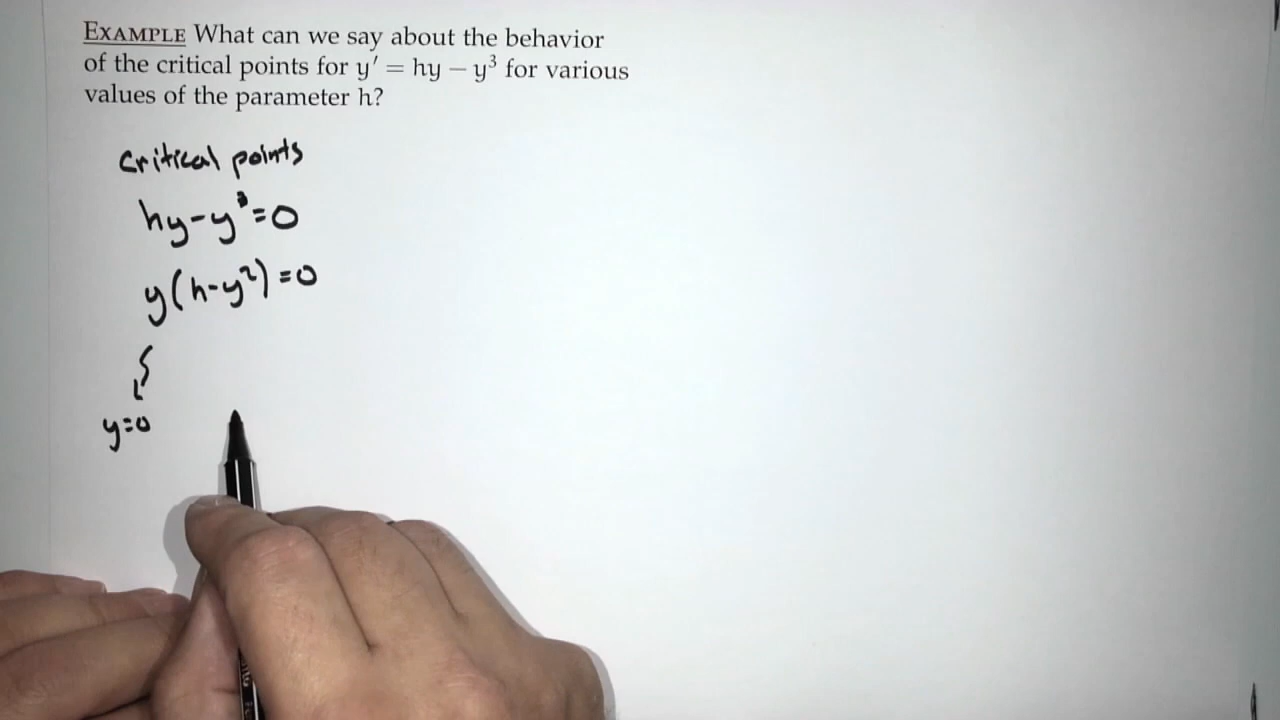 EXAMPLE What can we say about the behavior
of the critical points for y′ = hy − y³ for various
values of the parameter h?
critical points
hy-y³=0
y(h-y²)=0
y=0